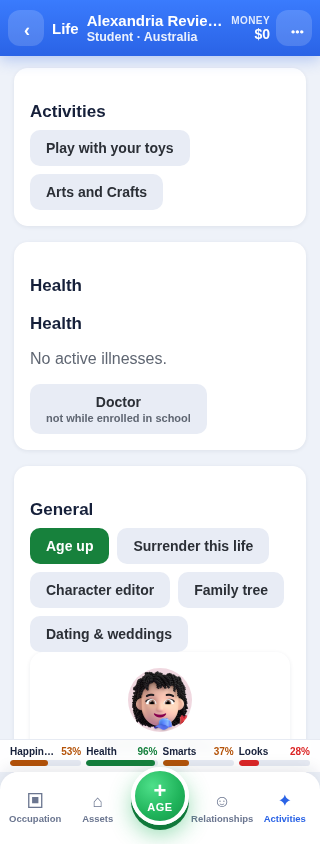 ‹ Life Alexandria Revie... MONEY ...
Student · Australia $0
Activities
Play with your toys
Arts and Crafts
Health
Health
No active illnesses.
Doctor
not while enrolled in school
General
Age up Surrender this life
Character editor Family tree
Dating & weddings
Happin... 53% Health 96% Smarts 37% Looks 28%
+
AGE
Occupation Assets Relationships Activities